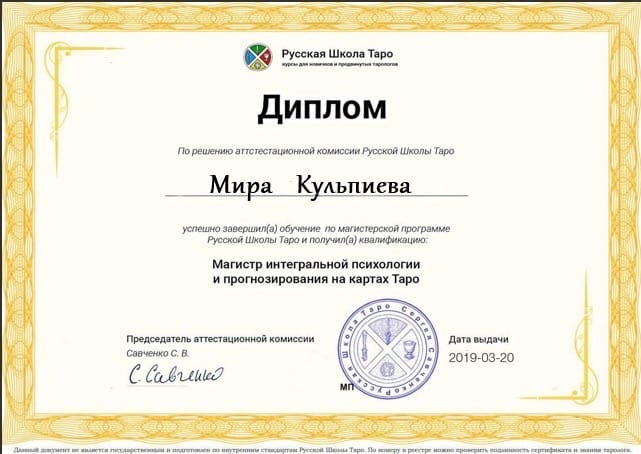 Русская Школа Таро
курсы для новичков и продвинутых тарологов
Диплом
По решению аттстестационной комиссии Русской Школы Таро
Мира Кульпиева
успешно завершил(а) обучение по магистерской программе
Русской Школы Таро и получил(а) квалификацию:
Магистр интегральной психологии
и прогнозирования на картах Таро
Председатель аттестационной комиссии
Савченко С. В.
С. Савченко
МП
Русская Школа Таро Сергея Савченко
Дата выдачи
2019-03-20
Данный документ не является государственным и подготовлен по внутренним стандартам Русской Школы Таро. По номеру в реестре можно проверить подлинность сертификата и звания таролога.